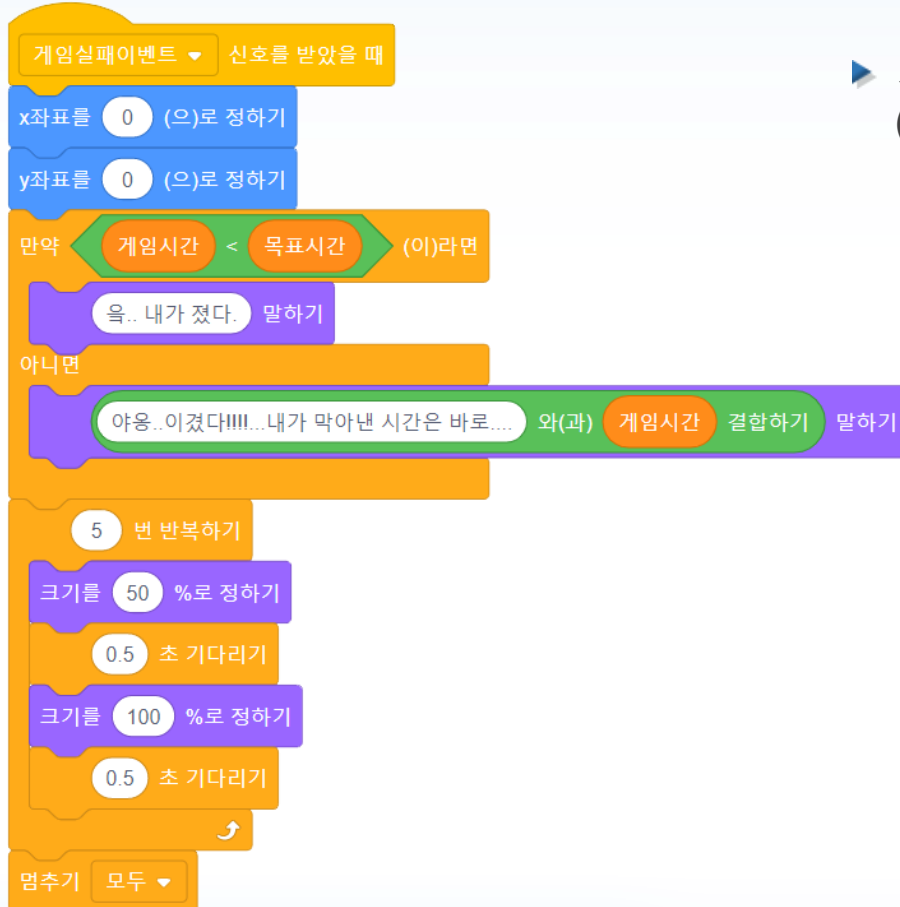 게임실패이벤트 신호를 받았을 때
x좌표를 0 (으)로 정하기
y좌표를 0 (으)로 정하기
만약 게임시간 < 목표시간 (이)라면
윽.. 내가 졌다. 말하기
아니면
야옹..이겼다!!!!...내가 막아낸 시간은 바로.... 와(과) 게임시간 결합하기 말하기
5 번 반복하기
크기를 50 %로 정하기
0.5 초 기다리기
크기를 100 %로 정하기
0.5 초 기다리기
멈추기 모두